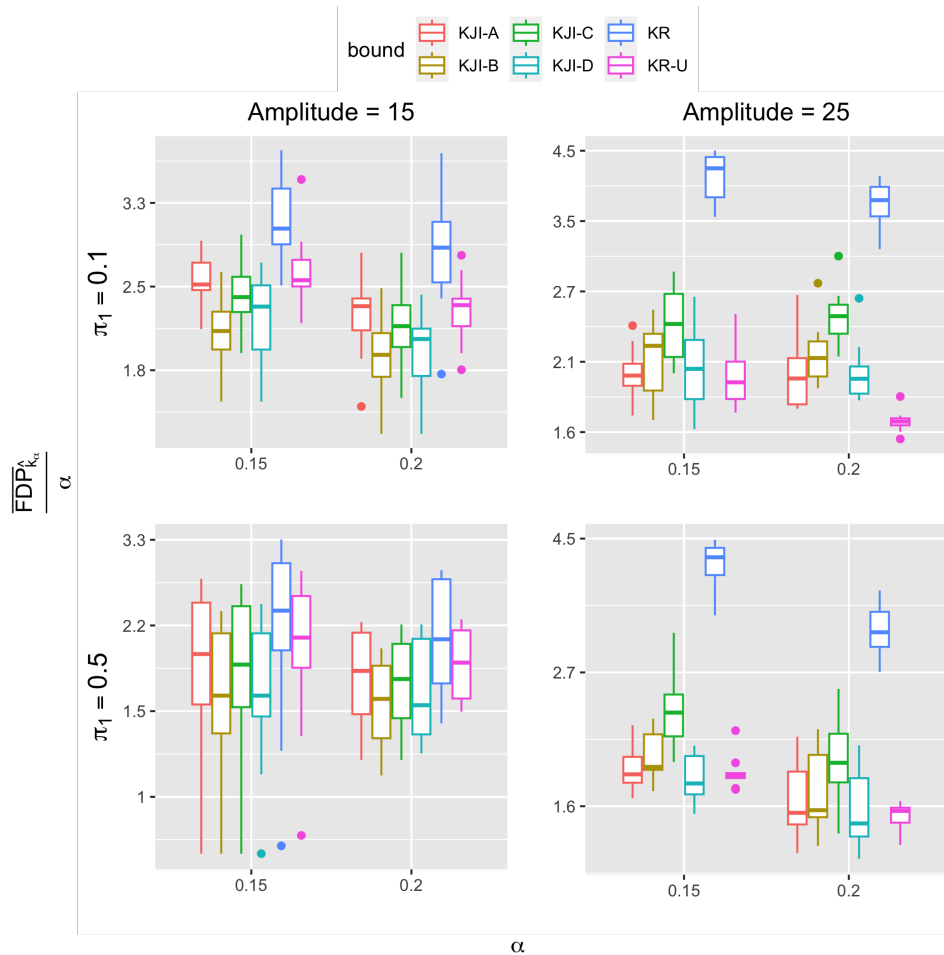 bound KJI-A KJI-C KR
KJI-B KJI-D KR-U
Amplitude = 15 Amplitude = 25
π₁ = 0.1
3.3
2.5
1.8
0.15 0.2
4.5
3.5
2.7
2.1
1.6
0.15 0.2
π₁ = 0.5
3.3
2.2
1.5
1
0.15 0.2
4.5
2.7
1.6
0.15 0.2
FDP k̂α
α
α